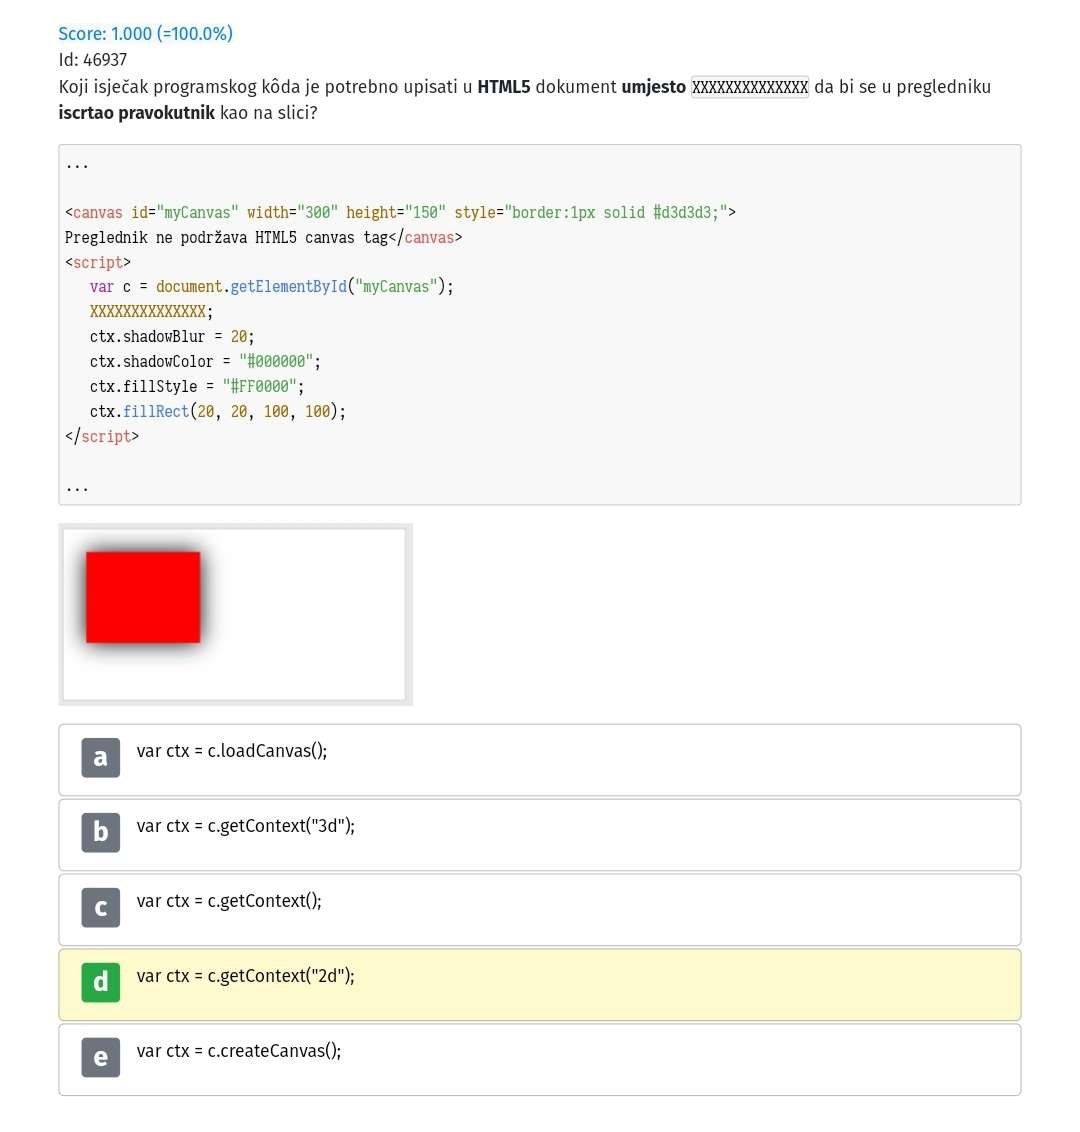 Score: 1.000 (=100.0%)
Id: 46937
Koji isječak programskog kôda je potrebno upisati u HTML5 dokument umjesto XXXXXXXXXXXXXX da bi se u pregledniku
iscrtao pravokutnik kao na slici?
...
<canvas id="myCanvas" width="300" height="150" style="border:1px solid #d3d3d3;">
Preglednik ne podržava HTML5 canvas tag</canvas>
<script>
var c = document.getElementById("myCanvas");
XXXXXXXXXXXXXX;
ctx.shadowBlur = 20;
ctx.shadowColor = "#000000";
ctx.fillStyle = "#FF0000";
ctx.fillRect(20, 20, 100, 100);
</script>
...
a var ctx = c.loadCanvas();
b var ctx = c.getContext("3d");
c var ctx = c.getContext();
d var ctx = c.getContext("2d");
e var ctx = c.createCanvas();